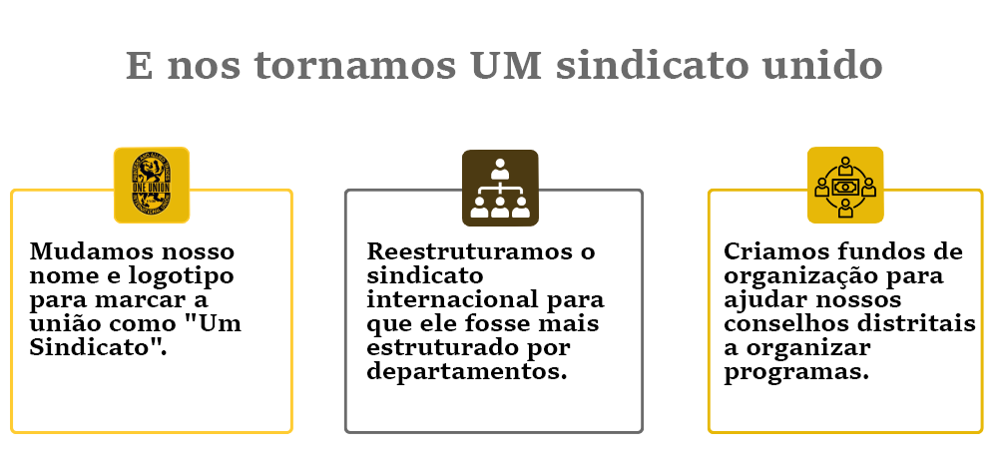 E nos tornamos UM sindicato unido
ONE UNION
Mudamos nosso
nome e logotipo
para marcar a
união como "Um
Sindicato".
Reestruturamos o
sindicato
internacional para
que ele fosse mais
estruturado por
departamentos.
Criamos fundos de
organização para
ajudar nossos
conselhos distritais
a organizar
programas.